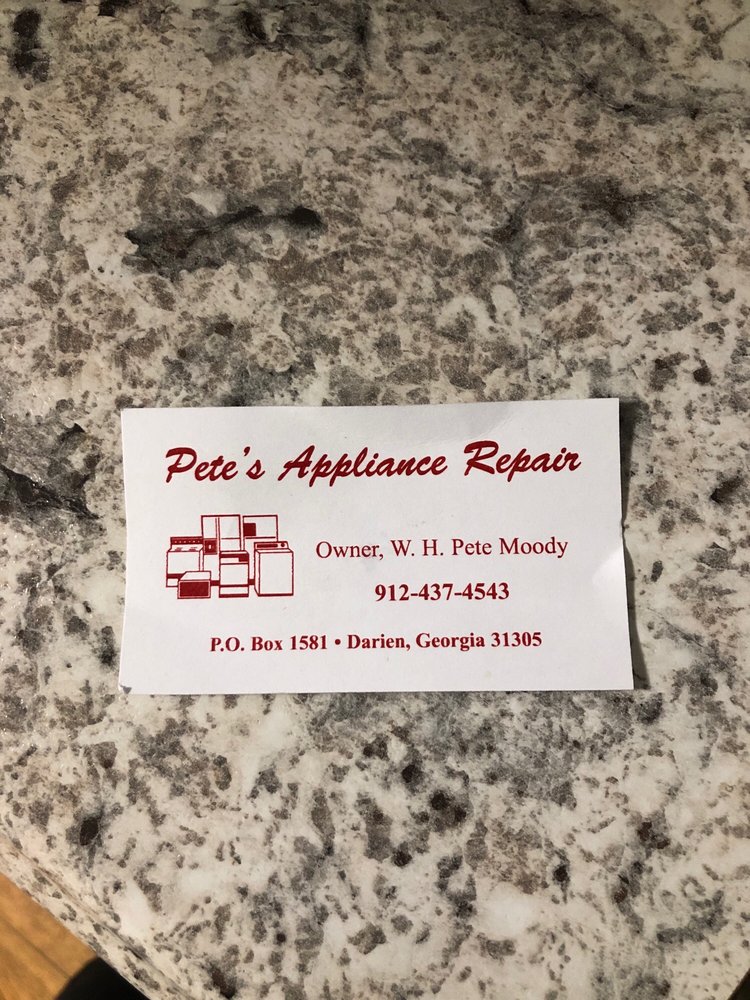 Pete's Appliance Repair
Owner, W. H. Pete Moody
912-437-4543
P.O. Box 1581 • Darien, Georgia 31305